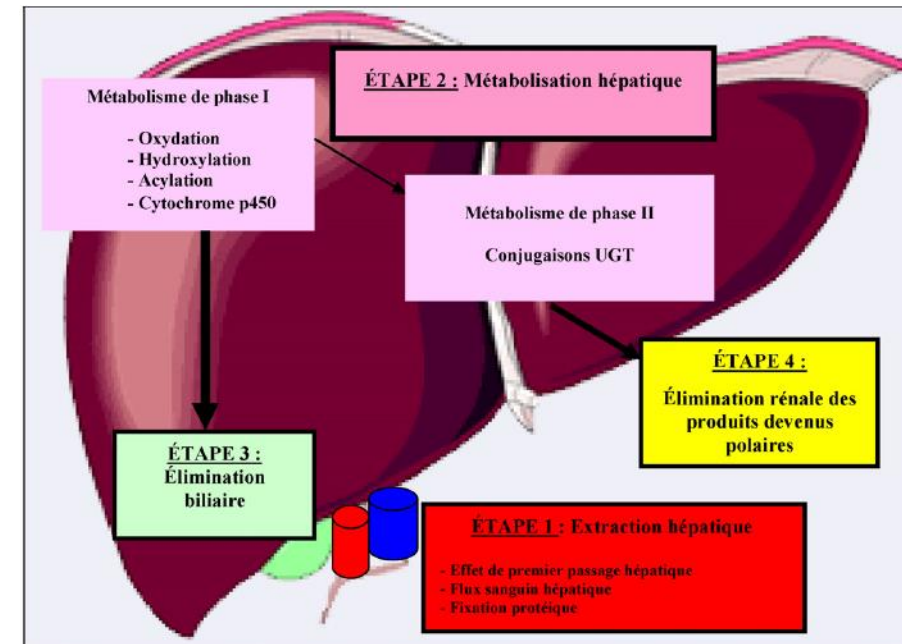 ÉTAPE 2 : Métabolisation hépatique
Métabolisme de phase I
- Oxydation
- Hydroxylation
- Acylation
- Cytochrome p450
Métabolisme de phase II
Conjugaisons UGT
ÉTAPE 4 :
Élimination rénale des
produits devenus
polaires
ÉTAPE 3 :
Élimination
biliaire
ÉTAPE 1 : Extraction hépatique
- Effet de premier passage hépatique
- Flux sanguin hépatique
- Fixation protéique